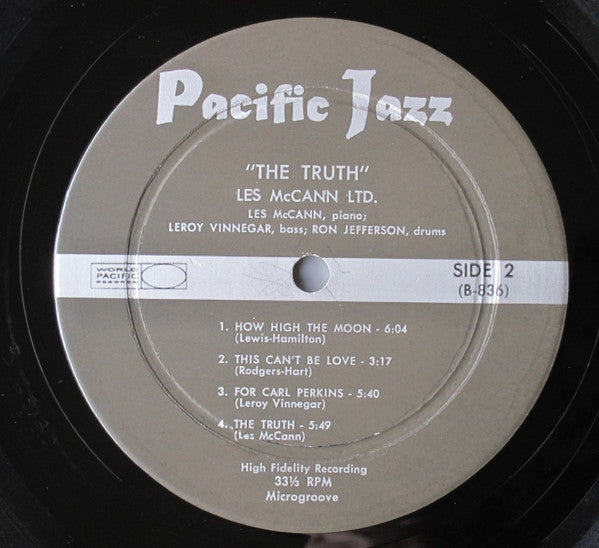 Pacific Jazz
"THE TRUTH"
LES McCANN LTD.
LES McCANN, piano;
LEROY VINNEGAR, bass; RON JEFFERSON, drums
WORLD
PACIFIC
RECORDS
SIDE 2
(B-836)
1. HOW HIGH THE MOON - 6:04
(Lewis-Hamilton)
2. THIS CAN'T BE LOVE - 3:17
(Rodgers-Hart)
3. FOR CARL PERKINS - 5:40
(Leroy Vinnegar)
4. THE TRUTH - 5:49
(Les McCann)
High Fidelity Recording
33⅓ RPM
Microgroove